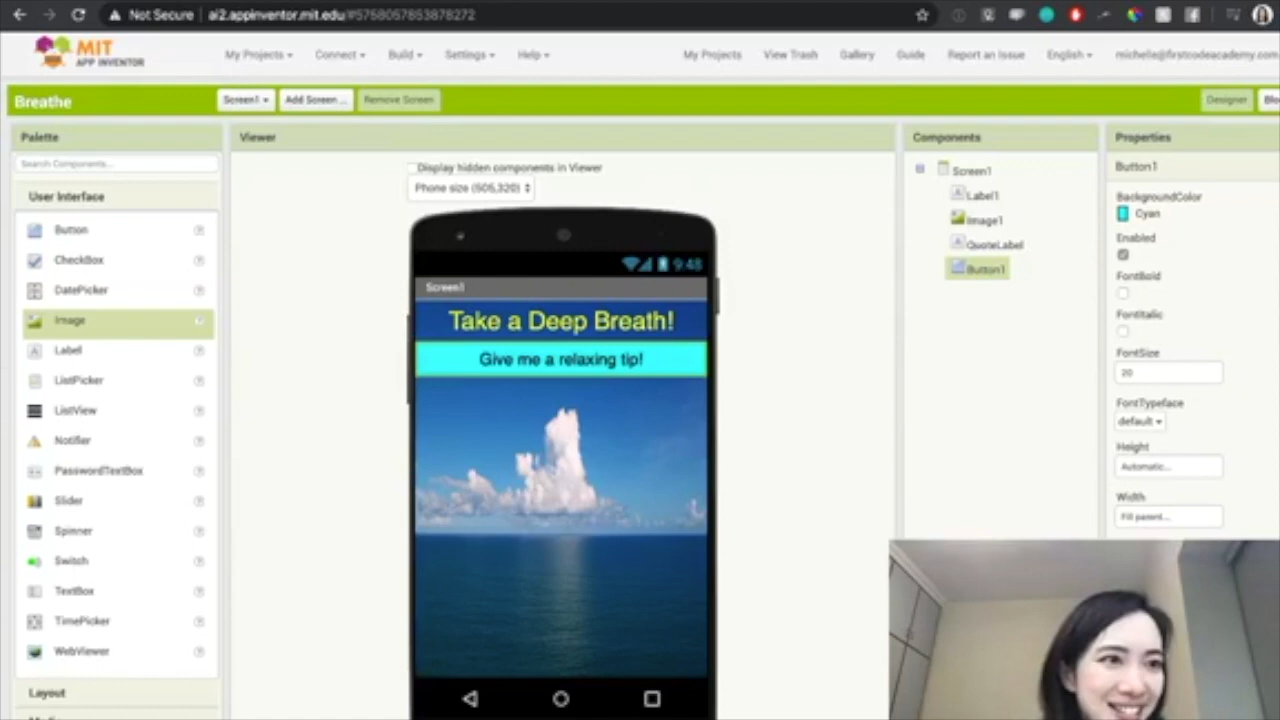 Not Secure | ai2.appinventor.mit.edu/#5758057853878272
MIT
APP INVENTOR
My Projects
Connect
Build
Settings
Help
My Projects
View Trash
Gallery
Guide
Report an Issue
English
michelle@firstcodeacademy.com
Breathe
Screen1
Add Screen ...
Remove Screen
Designer
Blo
Palette
Search Components...
User Interface
Button
CheckBox
DatePicker
Image
Label
ListPicker
ListView
Notifier
PasswordTextBox
Slider
Spinner
Switch
TextBox
TimePicker
WebViewer
Layout
Viewer
Display hidden components in Viewer
Phone size (505,320)
9:48
Screen1
Take a Deep Breath!
Give me a relaxing tip!
Components
Screen1
Label1
Image1
QuoteLabel
Button1
Properties
Button1
BackgroundColor
Cyan
Enabled
FontBold
FontItalic
FontSize
20
FontTypeface
default
Height
Automatic...
Width
Fill parent...